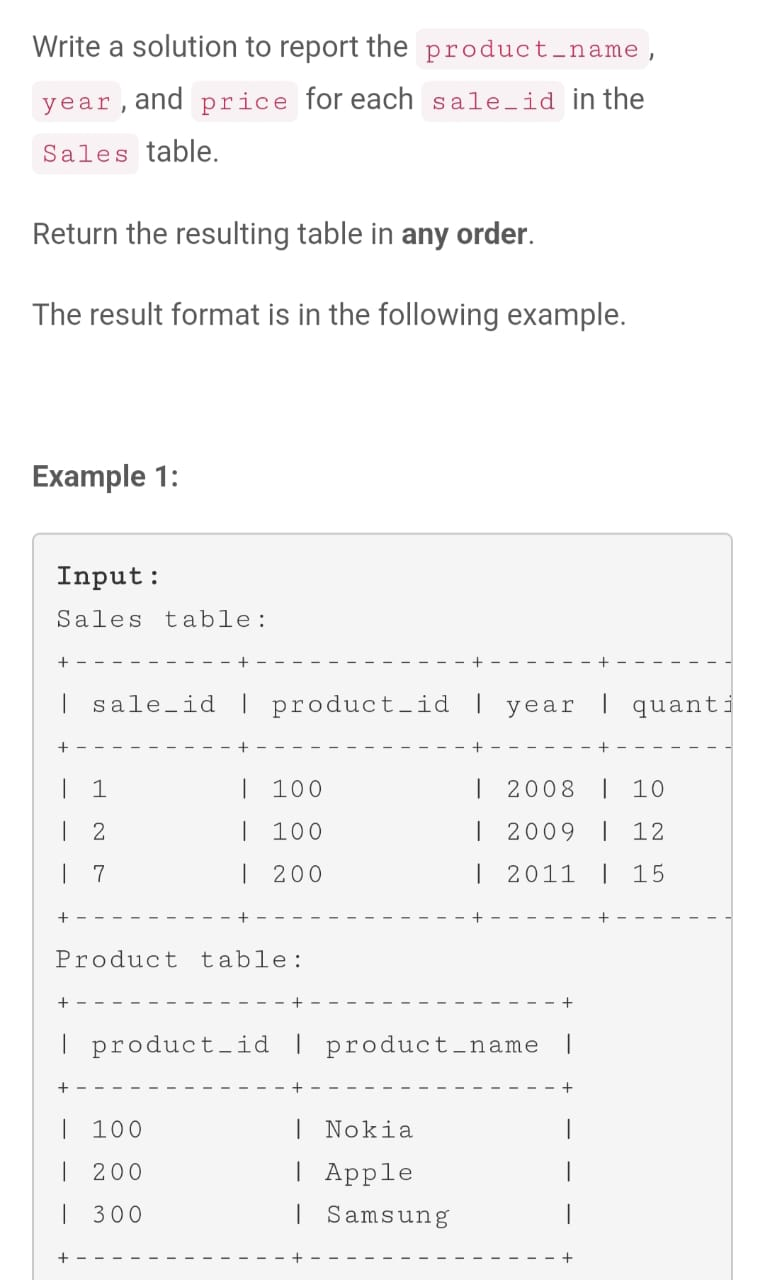 Write a solution to report the product_name,
year, and price for each sale_id in the
Sales table.
Return the resulting table in any order.
The result format is in the following example.
Example 1:
Input:
Sales table:
+---------+------------+------+-------
| sale_id | product_id | year | quanti
+---------+------------+------+-------
| 1       | 100        | 2008 | 10
| 2       | 100        | 2009 | 12
| 7       | 200        | 2011 | 15
+---------+------------+------+-------
Product table:
+------------+--------------+
| product_id | product_name |
+------------+--------------+
| 100        | Nokia        |
| 200        | Apple        |
| 300        | Samsung      |
+------------+--------------+